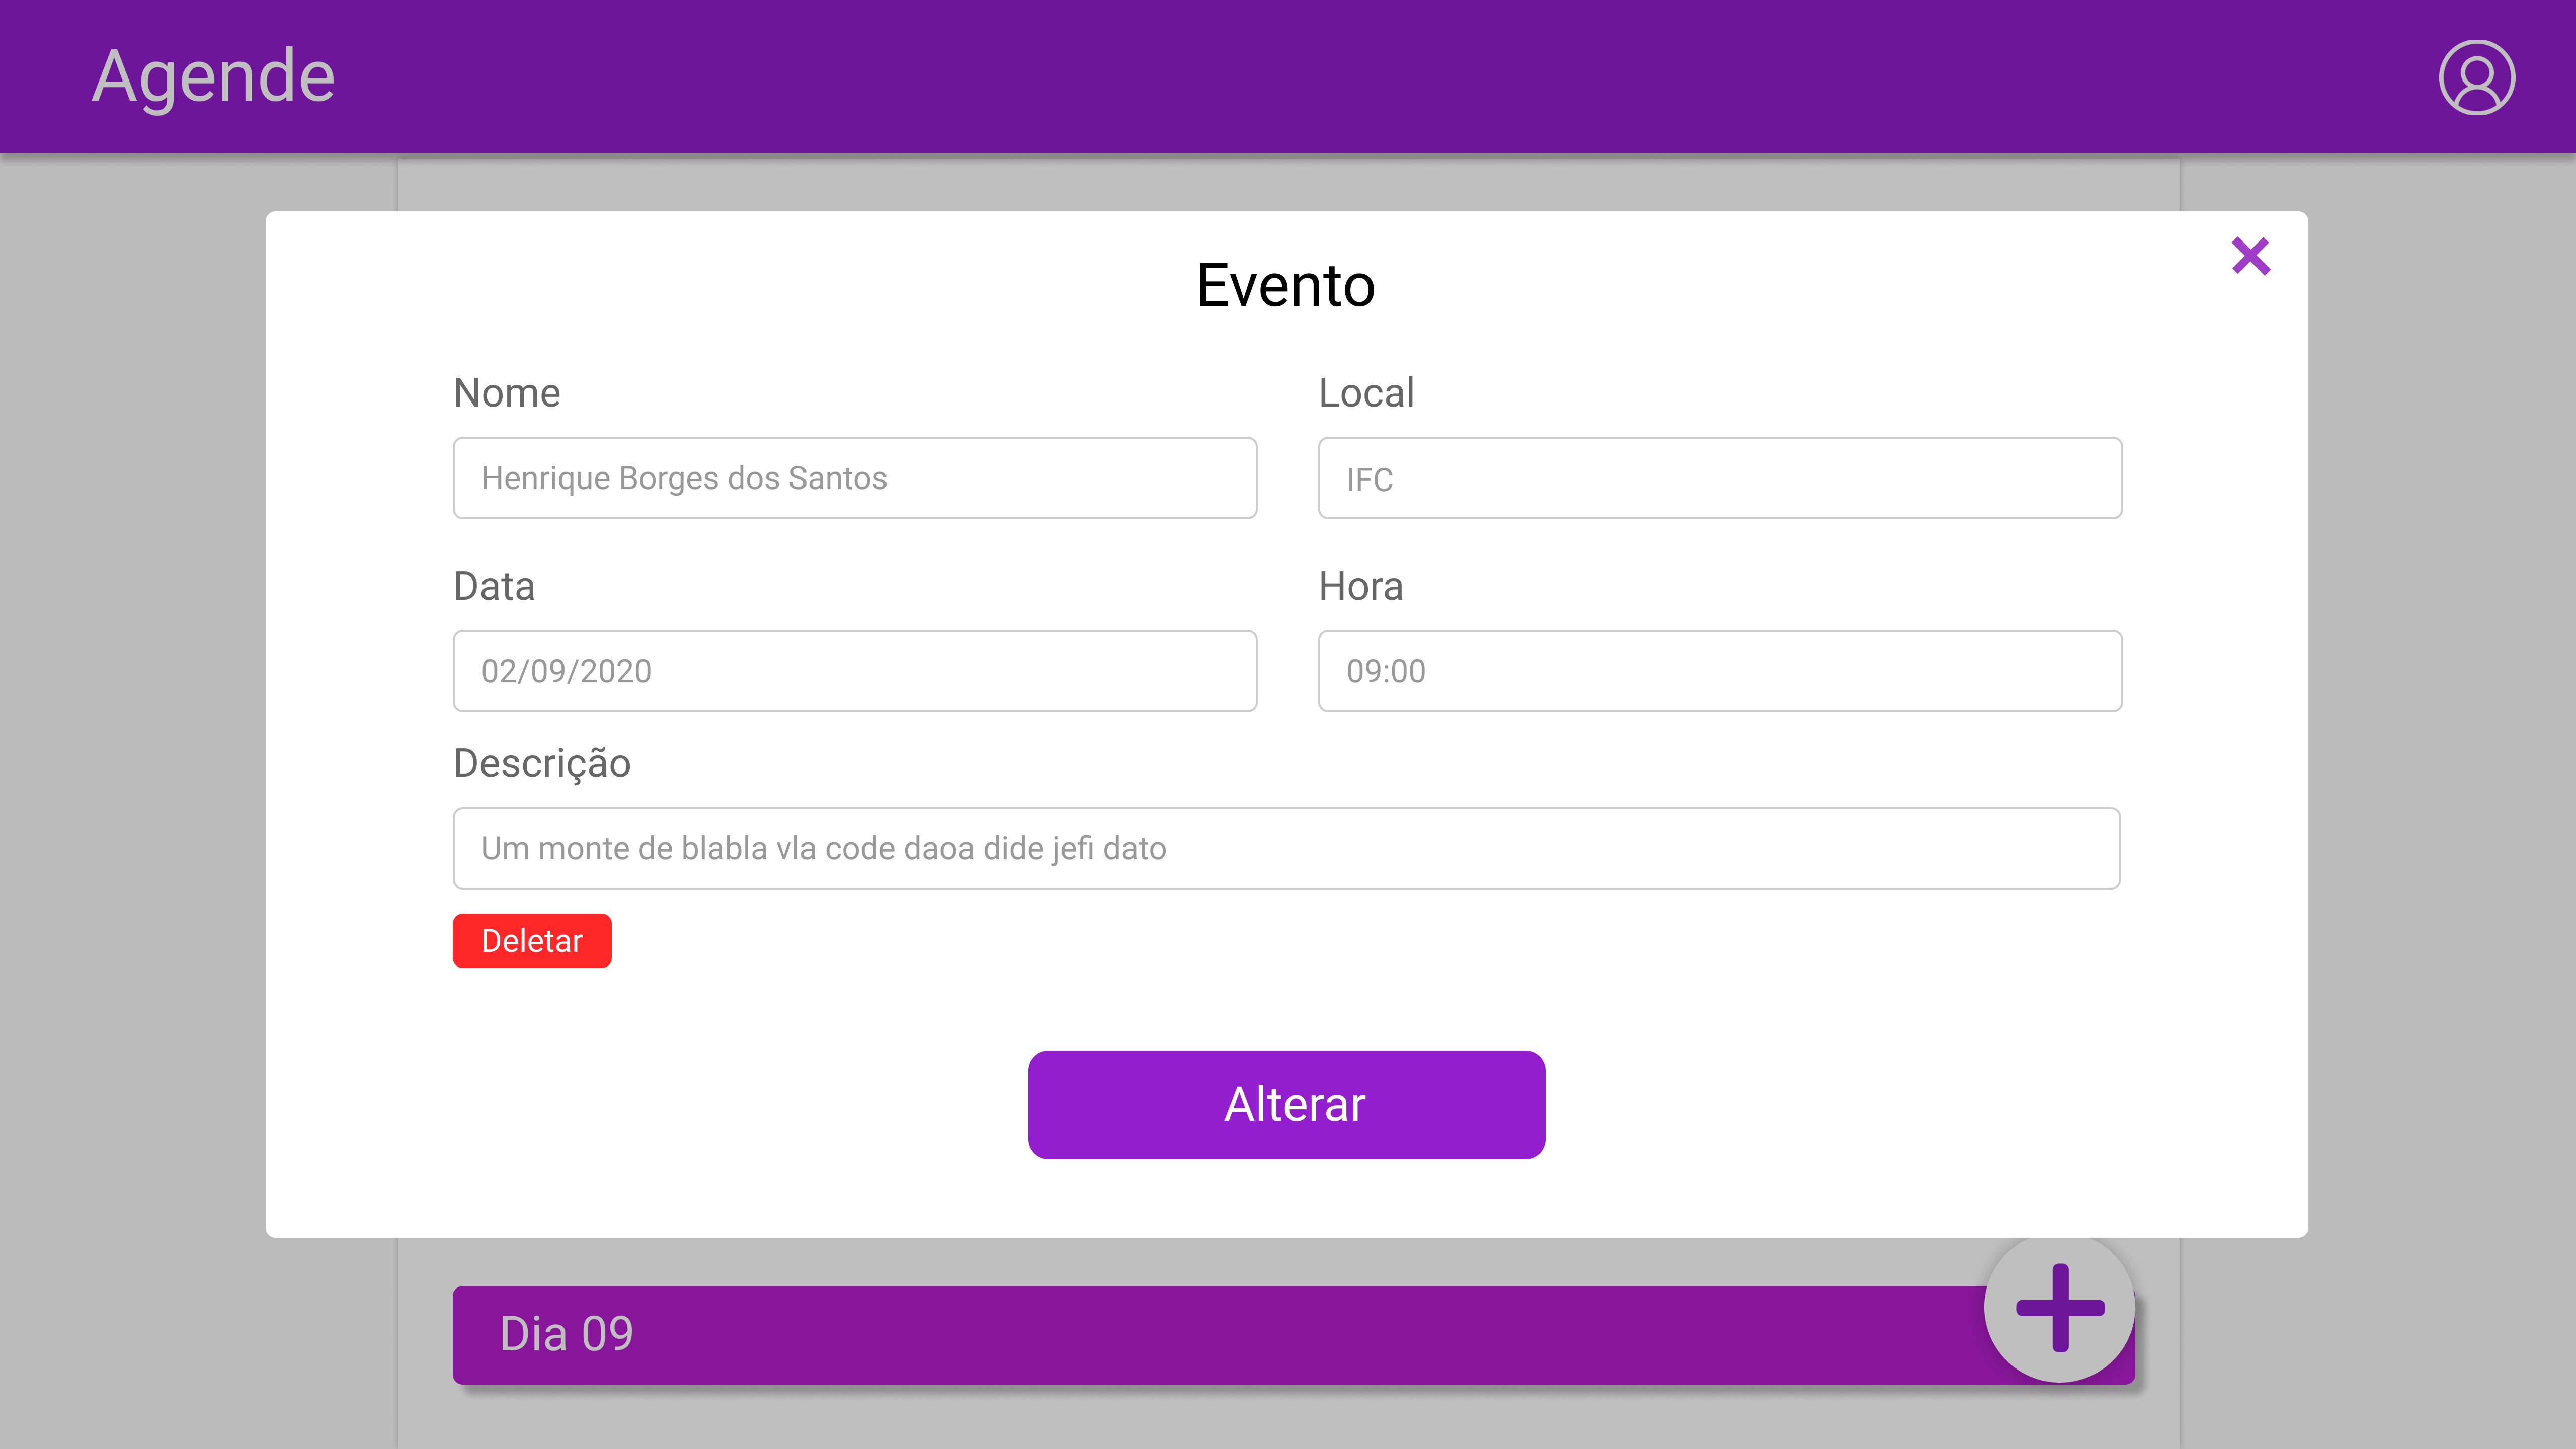 Agende
Evento
Nome
Local
Henrique Borges dos Santos
IFC
Data
Hora
02/09/2020
09:00
Descrição
Um monte de blabla vla code daoa dide jefi dato
Deletar
Alterar
Dia 09